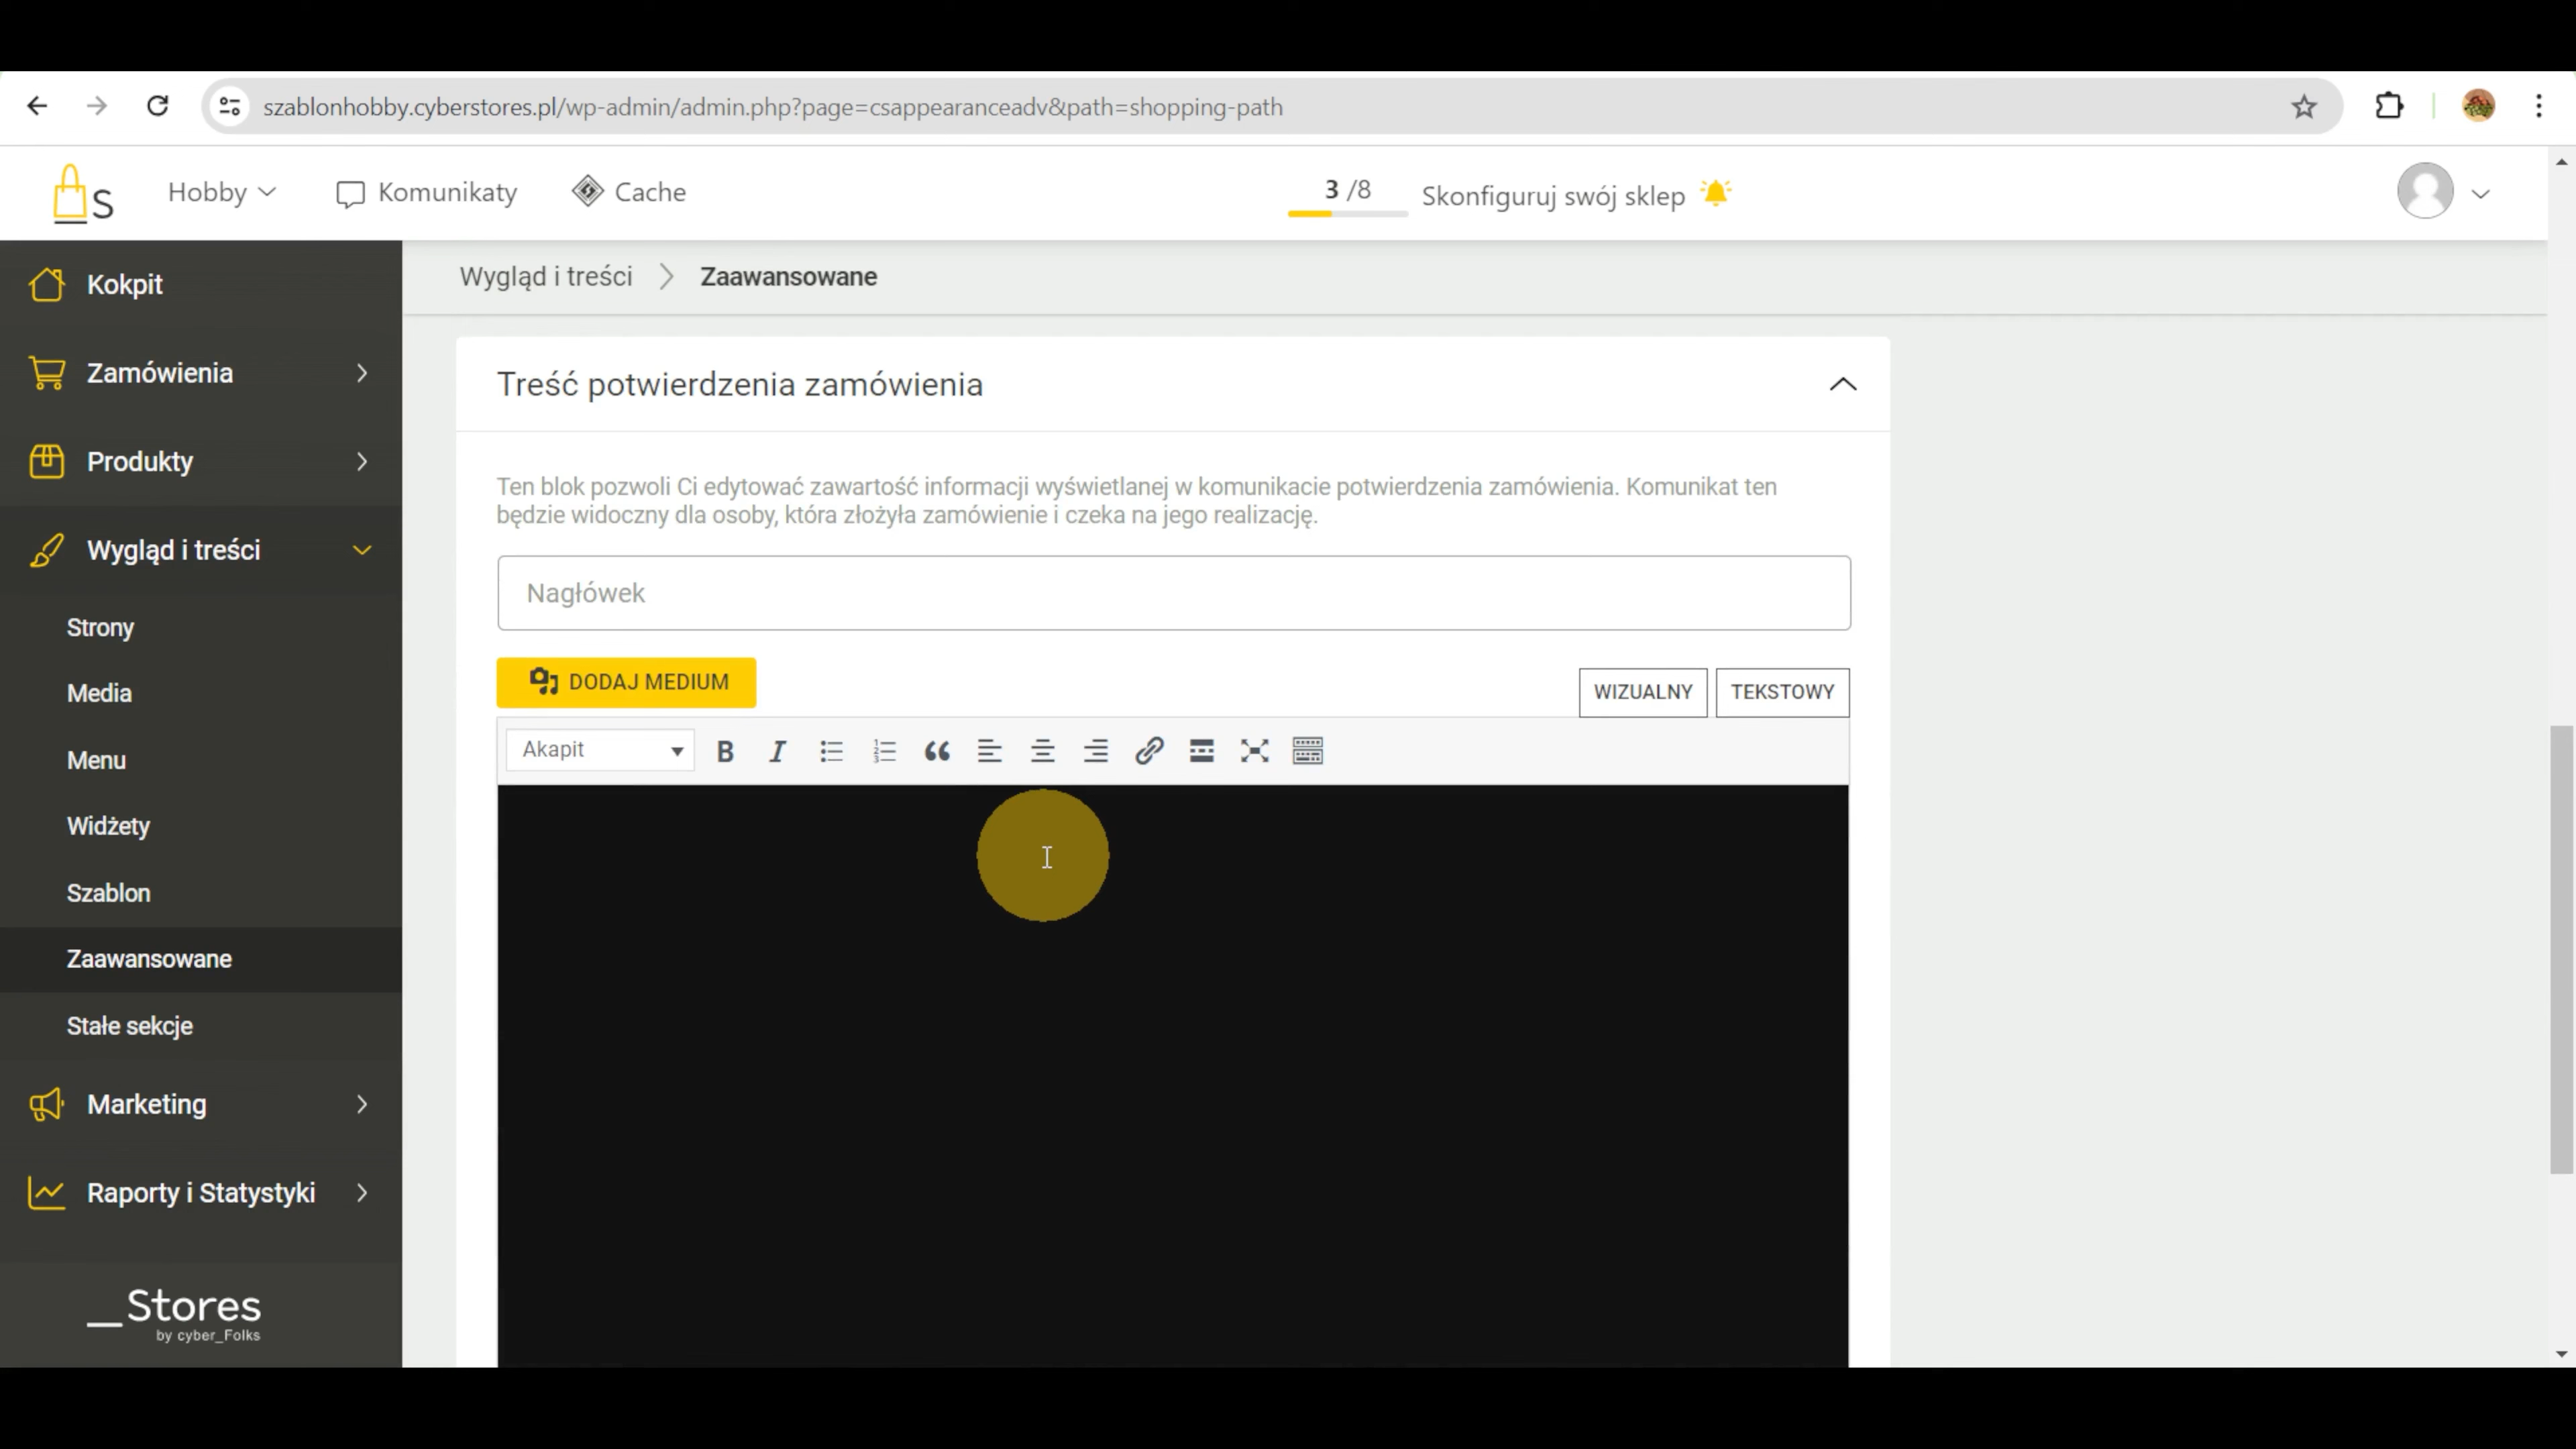 szablonhobby.cyberstores.pl/wp-admin/admin.php?page=csappearanceadv&path=shopping-path
S
Hobby
Komunikaty
Cache
3 /8
Skonfiguruj swój sklep
Kokpit
Zamówienia
Produkty
Wygląd i treści
Strony
Media
Menu
Widżety
Szablon
Zaawansowane
Stałe sekcje
Marketing
Raporty i Statystyki
__Stores
by cyber_Folks
Wygląd i treści
Zaawansowane
Treść potwierdzenia zamówienia
Ten blok pozwoli Ci edytować zawartość informacji wyświetlanej w komunikacie potwierdzenia zamówienia. Komunikat ten
będzie widoczny dla osoby, która złożyła zamówienie i czeka na jego realizację.
Nagłówek
DODAJ MEDIUM
WIZUALNY
TEKSTOWY
Akapit
B
I